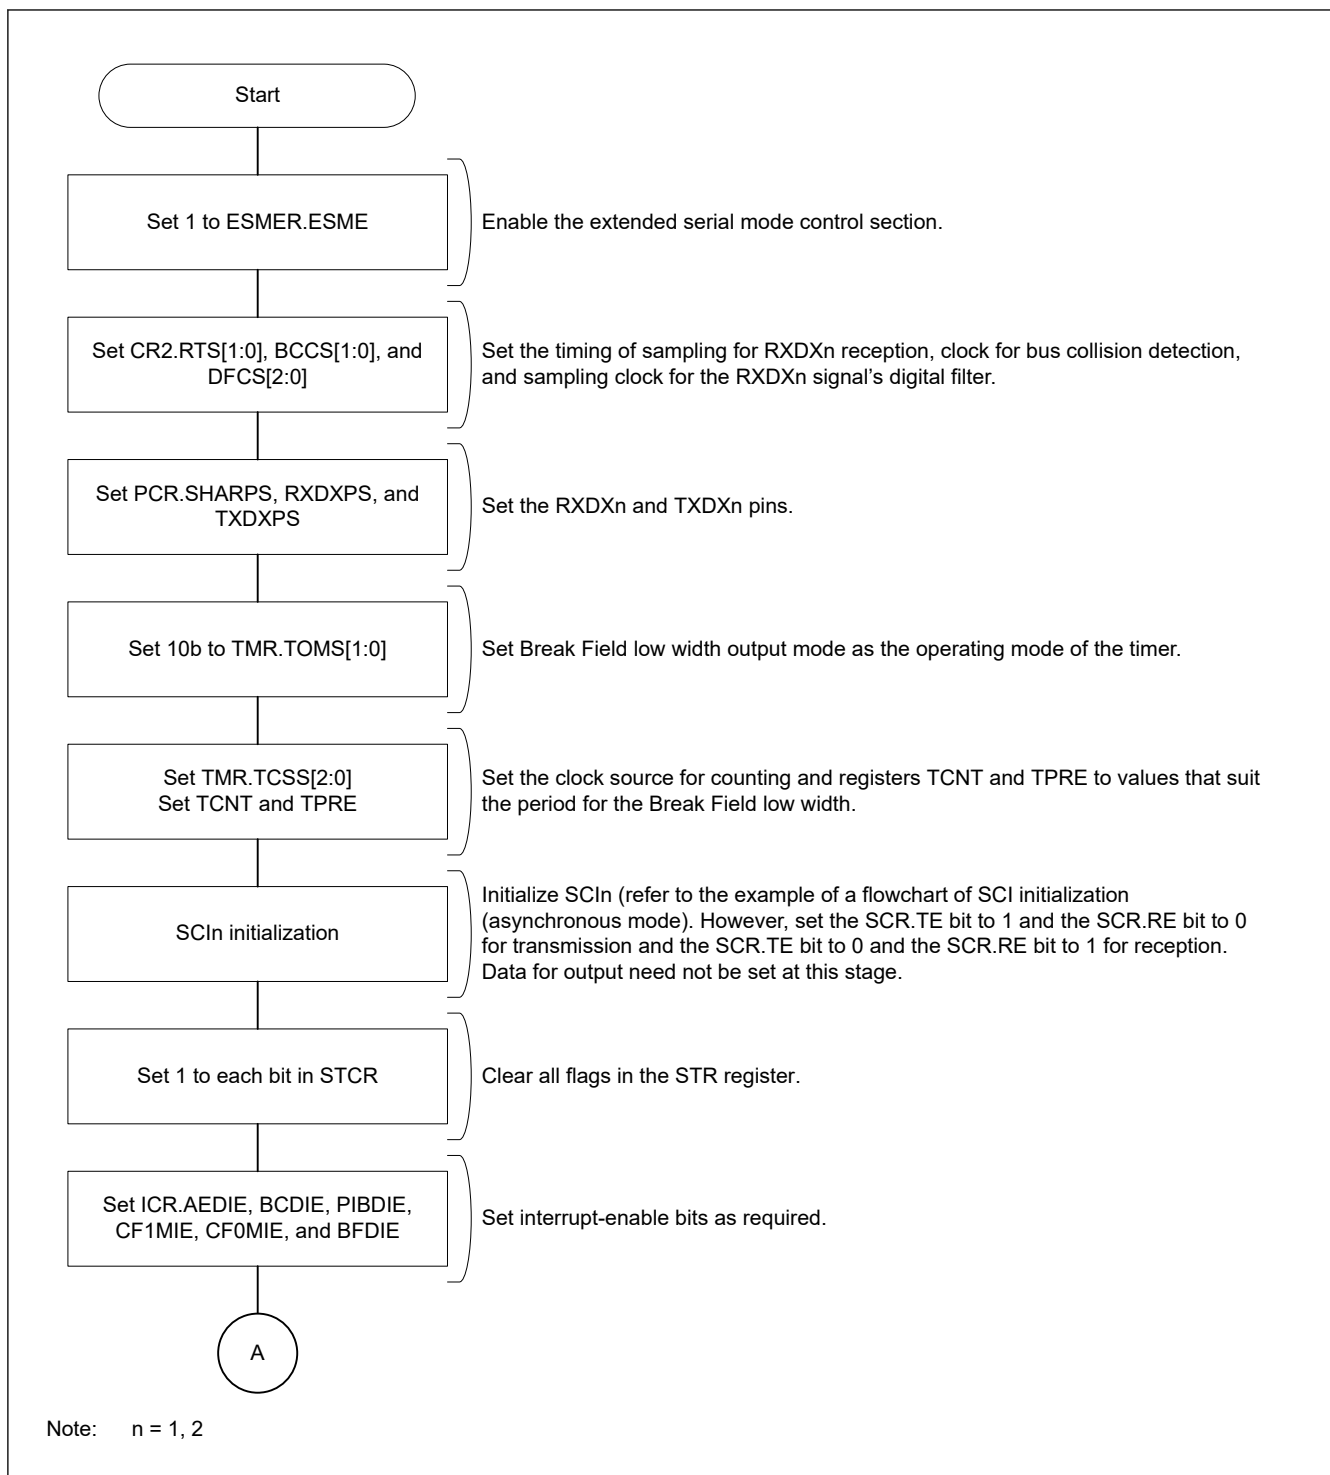 Start
Set 1 to ESMER.ESME
Enable the extended serial mode control section.
Set CR2.RTS[1:0], BCCS[1:0], and
DFCS[2:0]
Set the timing of sampling for RXDXn reception, clock for bus collision detection,
and sampling clock for the RXDXn signal's digital filter.
Set PCR.SHARPS, RXDXPS, and
TXDXPS
Set the RXDXn and TXDXn pins.
Set 10b to TMR.TOMS[1:0]
Set Break Field low width output mode as the operating mode of the timer.
Set TMR.TCSS[2:0]
Set TCNT and TPRE
Set the clock source for counting and registers TCNT and TPRE to values that suit
the period for the Break Field low width.
SCIn initialization
Initialize SCIn (refer to the example of a flowchart of SCI initialization
(asynchronous mode). However, set the SCR.TE bit to 1 and the SCR.RE bit to 0
for transmission and the SCR.TE bit to 0 and the SCR.RE bit to 1 for reception.
Data for output need not be set at this stage.
Set 1 to each bit in STCR
Clear all flags in the STR register.
Set ICR.AEDIE, BCDIE, PIBDIE,
CF1MIE, CF0MIE, and BFDIE
Set interrupt-enable bits as required.
A
Note: n = 1, 2